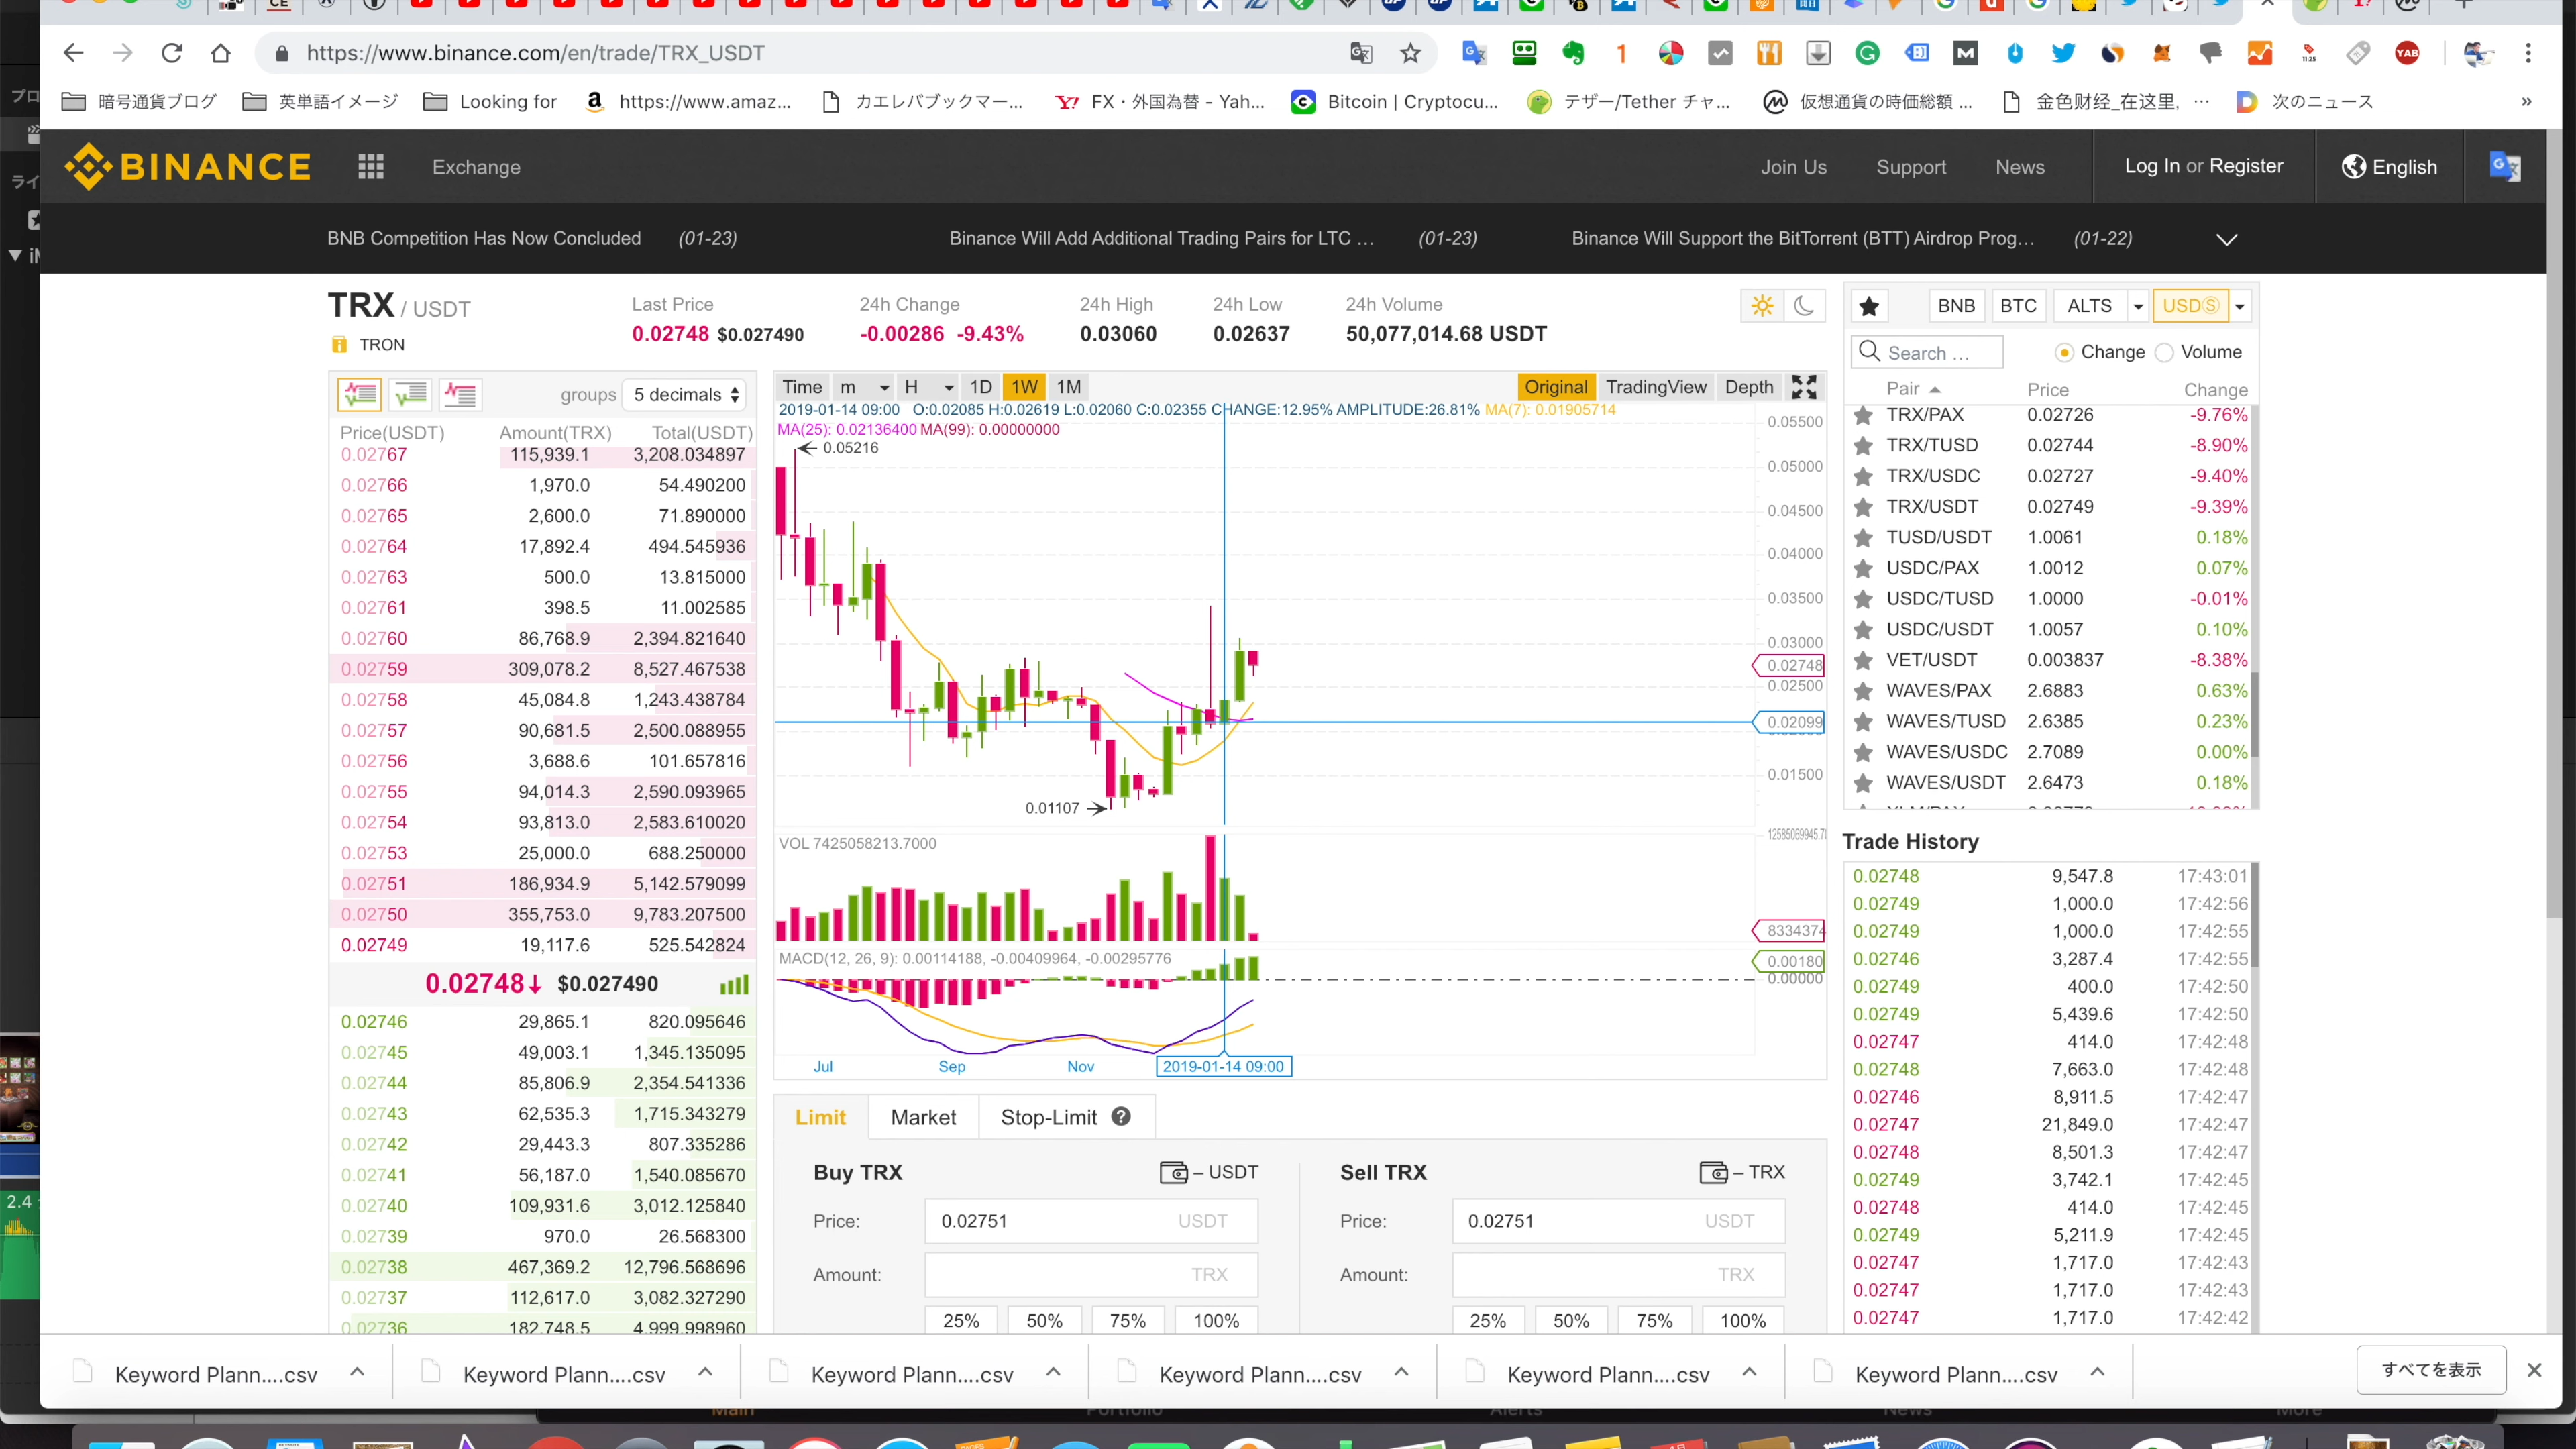 https://www.binance.com/en/trade/TRX_USDT
暗号通貨ブログ 英単語イメージ Looking for https://www.amaz... カエレバブックマー... FX・外国為替 - Yah... Bitcoin | Cryptocu... テザー/Tether チャ... 仮想通貨の時価総額 ... 金色财经_在这里, ... 次のニュース »
BINANCE Exchange Join Us Support News Log In or Register English
BNB Competition Has Now Concluded (01-23) Binance Will Add Additional Trading Pairs for LTC ... (01-23) Binance Will Support the BitTorrent (BTT) Airdrop Prog... (01-22)
TRX / USDT
TRON
Last Price
0.02748 $0.027490
24h Change
-0.00286 -9.43%
24h High
0.03060
24h Low
0.02637
24h Volume
50,077,014.68 USDT
groups 5 decimals
Price(USDT) Amount(TRX) Total(USDT)
0.02767 115,939.1 3,208.034897
0.02766 1,970.0 54.490200
0.02765 2,600.0 71.890000
0.02764 17,892.4 494.545936
0.02763 500.0 13.815000
0.02761 398.5 11.002585
0.02760 86,768.9 2,394.821640
0.02759 309,078.2 8,527.467538
0.02758 45,084.8 1,243.438784
0.02757 90,681.5 2,500.088955
0.02756 3,688.6 101.657816
0.02755 94,014.3 2,590.093965
0.02754 93,813.0 2,583.610020
0.02753 25,000.0 688.250000
0.02751 186,934.9 5,142.579099
0.02750 355,753.0 9,783.207500
0.02749 19,117.6 525.542824
0.02748↓ $0.027490
0.02746 29,865.1 820.095646
0.02745 49,003.1 1,345.135095
0.02744 85,806.9 2,354.541336
0.02743 62,535.3 1,715.343279
0.02742 29,443.3 807.335286
0.02741 56,187.0 1,540.085670
0.02740 109,931.6 3,012.125840
0.02739 970.0 26.568300
0.02738 467,369.2 12,796.568696
0.02737 112,617.0 3,082.327290
0.02736 182,748.5 4,999.998960
Time m H 1D 1W 1M Original TradingView Depth
2019-01-14 09:00 O:0.02085 H:0.02619 L:0.02060 C:0.02355 CHANGE:12.95% AMPLITUDE:26.81% MA(7): 0.01905714
MA(25): 0.02136400 MA(99): 0.00000000
0.05216
0.01107
0.05500
0.05000
0.04500
0.04000
0.03500
0.03000
0.02748
0.02500
0.02099
0.01500
VOL 7425058213.7000
8334374
MACD(12, 26, 9): 0.00114188, -0.00409964, -0.00295776
0.00180
0.00000
Jul Sep Nov 2019-01-14 09:00
Limit Market Stop-Limit ?
Buy TRX – USDT
Price: 0.02751 USDT
Amount: TRX
25% 50% 75% 100%
Sell TRX – TRX
Price: 0.02751 USDT
Amount: TRX
25% 50% 75% 100%
BNB BTC ALTS USDⓈ
Search ... Change Volume
Pair Price Change
TRX/PAX 0.02726 -9.76%
TRX/TUSD 0.02744 -8.90%
TRX/USDC 0.02727 -9.40%
TRX/USDT 0.02749 -9.39%
TUSD/USDT 1.0061 0.18%
USDC/PAX 1.0012 0.07%
USDC/TUSD 1.0000 -0.01%
USDC/USDT 1.0057 0.10%
VET/USDT 0.003837 -8.38%
WAVES/PAX 2.6883 0.63%
WAVES/TUSD 2.6385 0.23%
WAVES/USDC 2.7089 0.00%
WAVES/USDT 2.6473 0.18%
Trade History
0.02748 9,547.8 17:43:01
0.02749 1,000.0 17:42:56
0.02749 1,000.0 17:42:55
0.02746 3,287.4 17:42:55
0.02749 400.0 17:42:50
0.02749 5,439.6 17:42:50
0.02747 414.0 17:42:48
0.02748 7,663.0 17:42:48
0.02746 8,911.5 17:42:47
0.02747 21,849.0 17:42:47
0.02748 8,501.3 17:42:47
0.02749 3,742.1 17:42:45
0.02748 414.0 17:42:45
0.02749 5,211.9 17:42:45
0.02747 1,717.0 17:42:43
0.02747 1,717.0 17:42:43
0.02747 1,717.0 17:42:42
Keyword Plann....csv Keyword Plann....csv Keyword Plann....csv Keyword Plann....csv Keyword Plann....csv Keyword Plann....csv すべてを表示